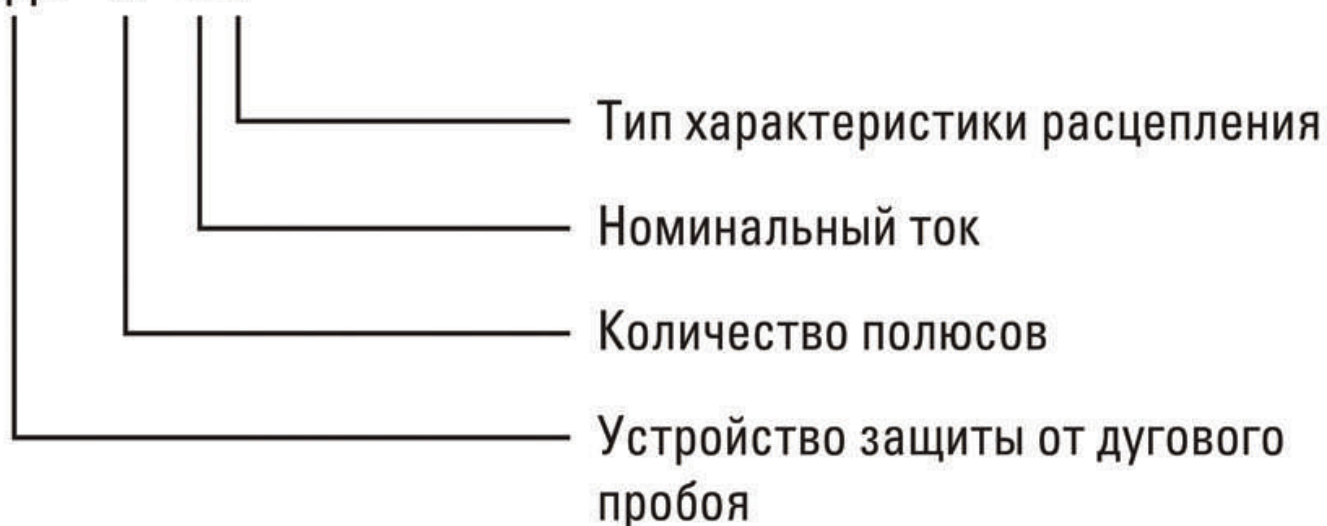 Тип характеристики расцепления
Номинальный ток
Количество полюсов
Устройство защиты от дугового
пробоя